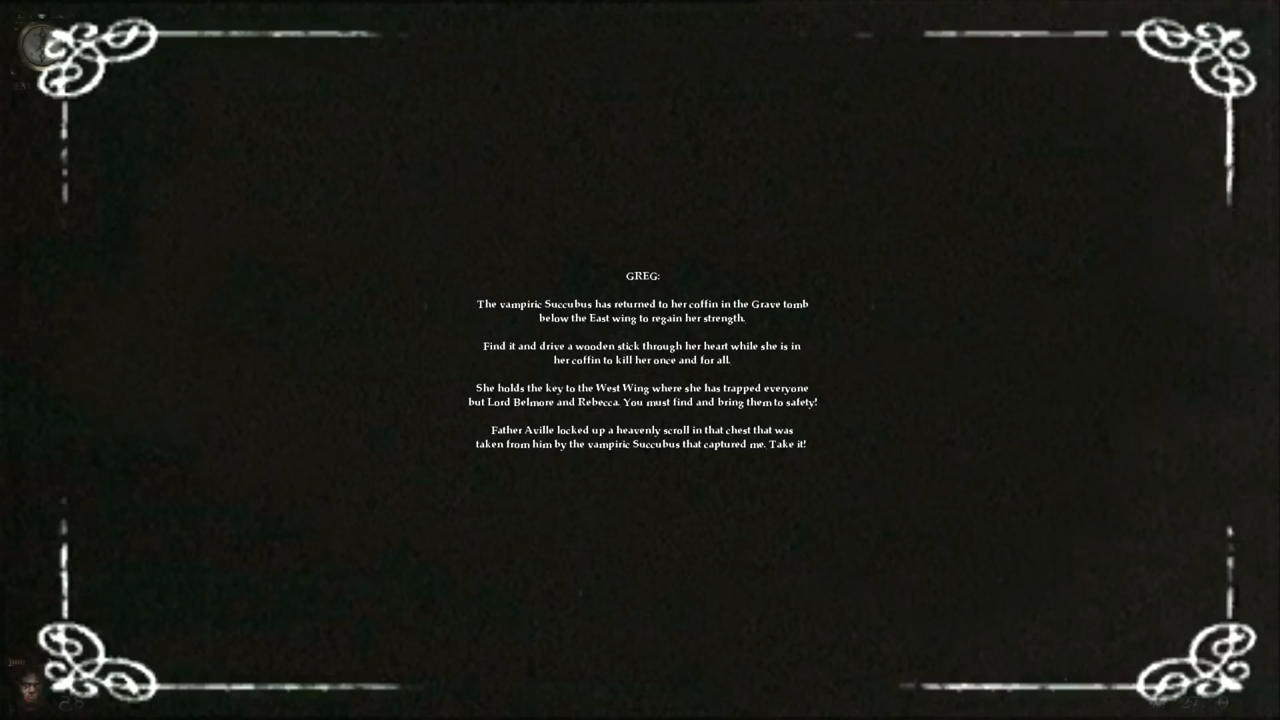 GREG:
The vampiric Succubus has returned to her coffin in the Grave tomb
below the East wing to regain her strength.
Find it and drive a wooden stick through her heart while she is in
her coffin to kill her once and for all.
She holds the key to the West Wing where she has trapped everyone
but Lord Belmore and Rebecca. You must find and bring them to safety!
Father Aville locked up a heavenly scroll in that chest that was
taken from him by the vampiric Succubus that captured me. Take it!